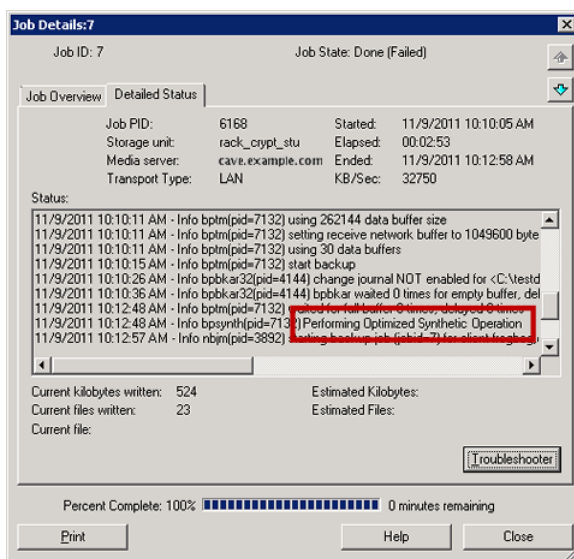 Job Details:7
Job ID: 7 Job State: Done (Failed)
Job Overview Detailed Status
Job PID: 6168 Started: 11/9/2011 10:10:05 AM
Storage unit: rack_crypt_stu Elapsed: 00:02:53
Media server: cave.example.com Ended: 11/9/2011 10:12:58 AM
Transport Type: LAN KB/Sec: 32750
Status:
11/9/2011 10:10:11 AM - Info bptm(pid=7132) using 262144 data buffer size
11/9/2011 10:10:11 AM - Info bptm(pid=7132) setting receive network buffer to 1049600 byte
11/9/2011 10:10:11 AM - Info bptm(pid=7132) using 30 data buffers
11/9/2011 10:10:15 AM - Info bptm(pid=7132) start backup
11/9/2011 10:10:26 AM - Info bpbkar32(pid=4144) change journal NOT enabled for <C:\testd
11/9/2011 10:10:36 AM - Info bpbkar32(pid=4144) bpbkar waited 0 times for empty buffer, del
11/9/2011 10:12:48 AM - Info bptm(pid=7132) waited for full buffer 0 times, delayed 0 times
11/9/2011 10:12:48 AM - Info bpsynth(pid=7132) Performing Optimized Synthetic Operation
11/9/2011 10:12:57 AM - Info nbjm(pid=3892) starting backup job (jobid=7) for client
Current kilobytes written: 524 Estimated Kilobytes:
Current files written: 23 Estimated Files:
Current file:
Troubleshooter
Percent Complete: 100% 0 minutes remaining
Print Help Close